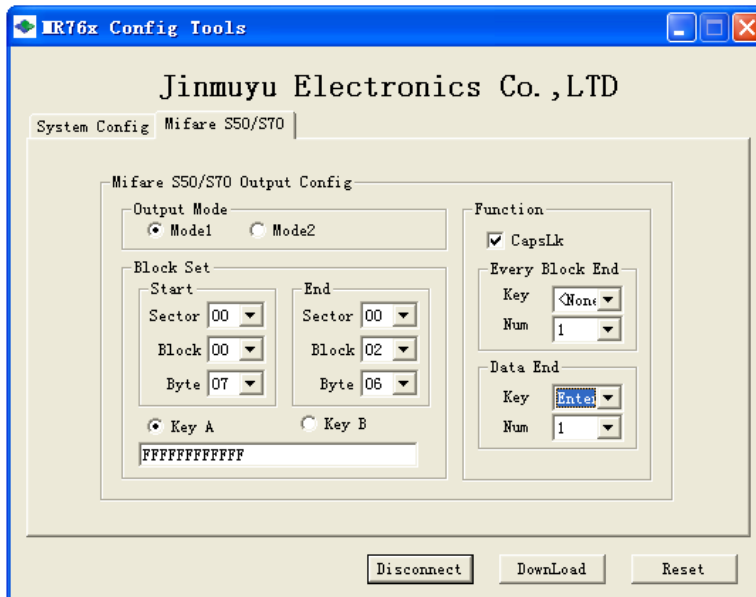 MR76x Config Tools
Jinmuyu Electronics Co.,LTD
System Config Mifare S50/S70
Mifare S50/S70 Output Config
Output Mode
Mode1 Mode2
Block Set
Start
Sector 00
Block 00
Byte 07
End
Sector 00
Block 02
Byte 06
Key A Key B
FFFFFFFFFFFF
Function
CapsLk
Every Block End
Key <None
Num 1
Data End
Key Enter
Num 1
Disconnect DownLoad Reset